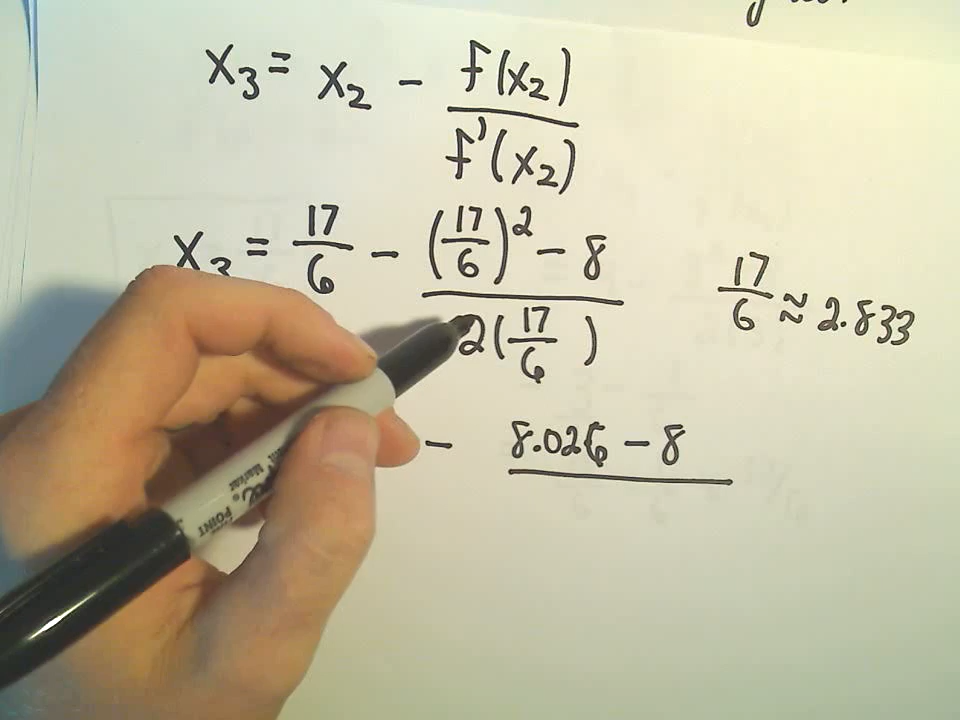 x₃ = x₂ - f(x₂) / f'(x₂)
x₃ = 17/6 - ((17/6)² - 8) / 2(17/6)
17/6 ≈ 2.833
- 8.026 - 8
POINT